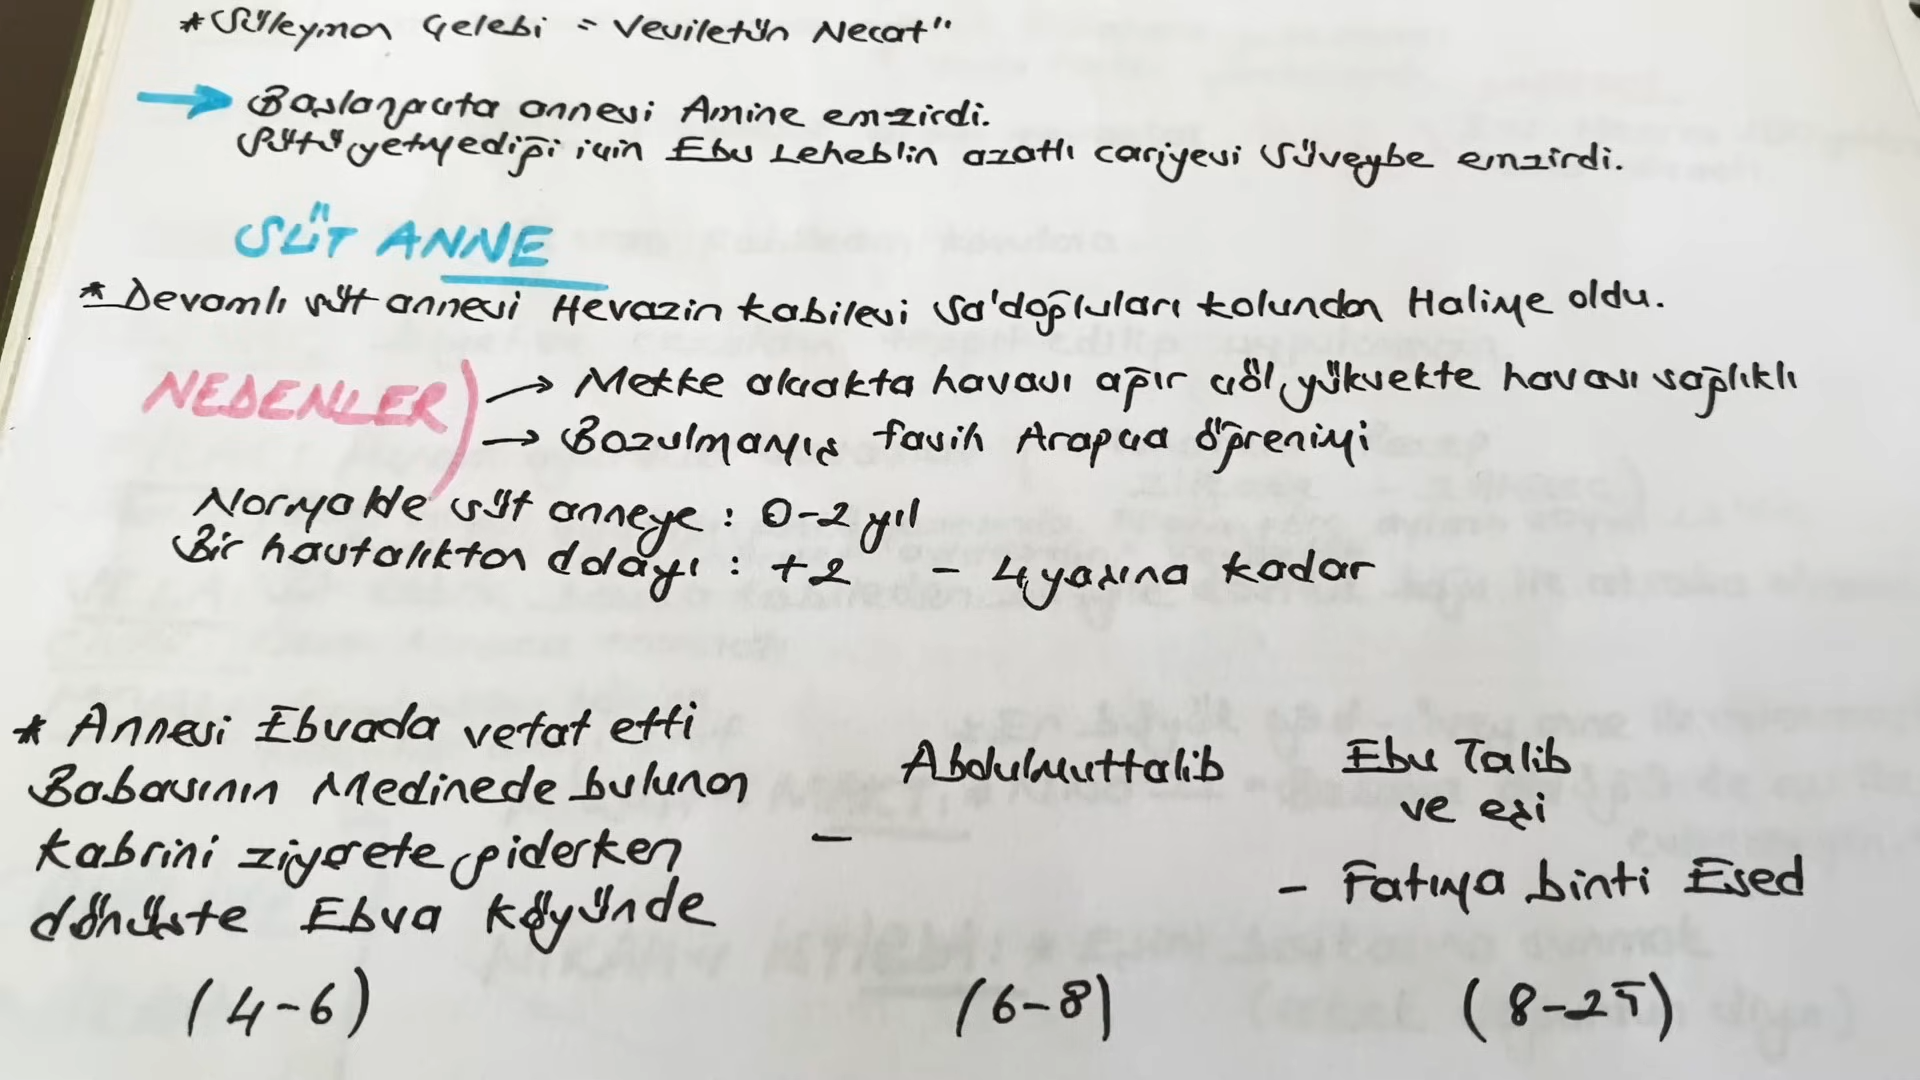 *Süleyman Çelebi = Vesiletün Necat"
→ Başlangıçta annesi Amine emzirdi.
Sütü yetmediği için Ebu Leheb'in azatlı cariyesi Süveybe emzirdi.
SÜT ANNE
* Devamlı süt annesi Hevazin kabilesi Sa'doğluları kolundan Halime oldu.
NEDENLER) → Mekke alçakta havası ağır çöl, yüksekte havası sağlıklı
→ Bozulmamış fasih Arapça öğrenimi
Normalde süt anneye : 0-2 yıl
Bir hastalıktan dolayı : +2 - 4 yaşına kadar
* Annesi Ebvada vefat etti
Babasının Medinede bulunan
kabrini ziyarete giderken
dönüşte Ebva köyünde
(4-6)
Abdulmuttalib
-
(6-8)
Ebu Talib
ve eşi
- Fatıma binti Esed
(8-25)